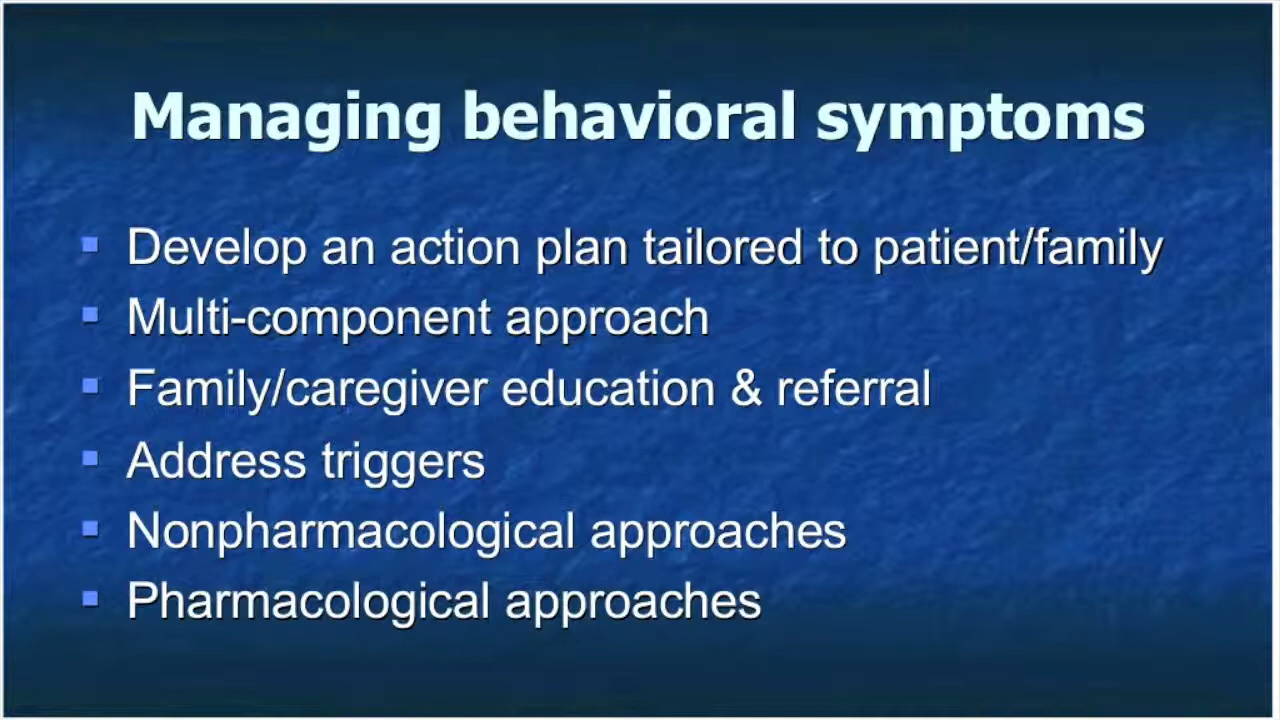 Managing behavioral symptoms
Develop an action plan tailored to patient/family
Multi-component approach
Family/caregiver education & referral
Address triggers
Nonpharmacological approaches
Pharmacological approaches